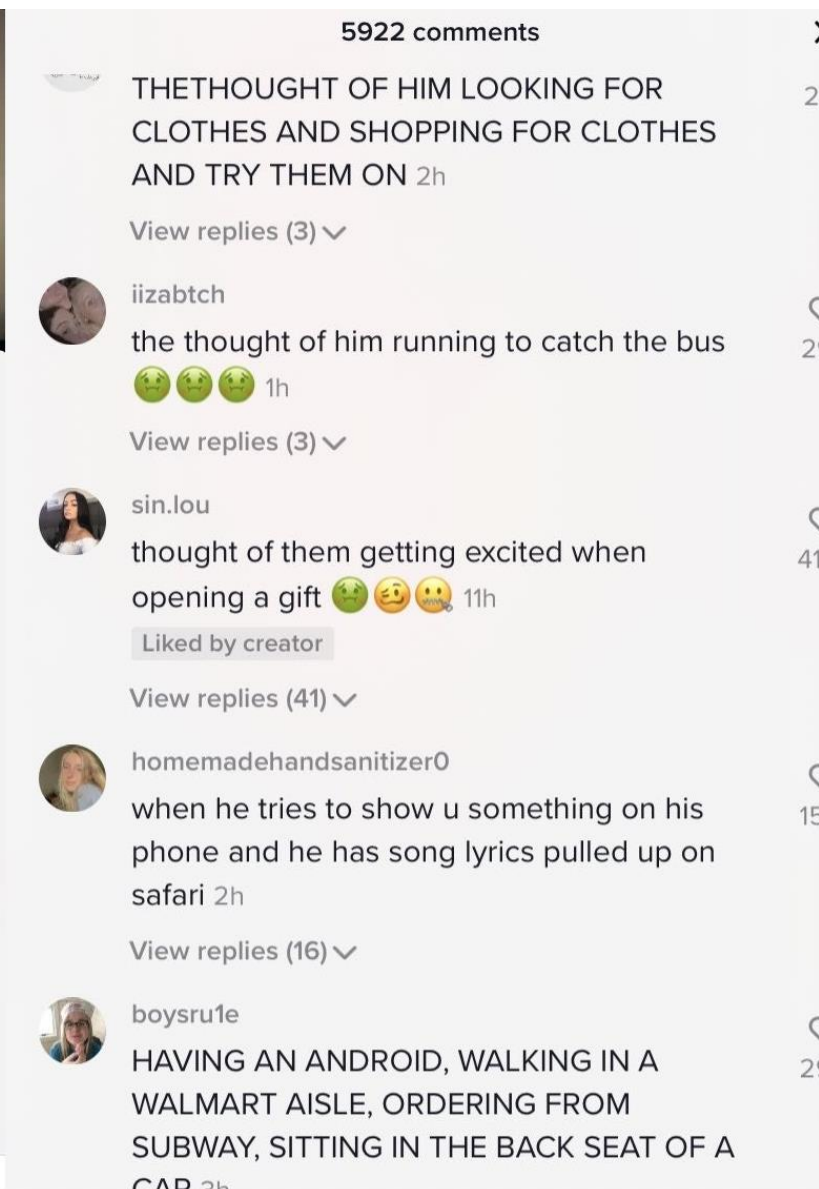 5922 comments
THETHOUGHT OF HIM LOOKING FOR
CLOTHES AND SHOPPING FOR CLOTHES
AND TRY THEM ON 2h
View replies (3)
iizabtch
the thought of him running to catch the bus
🤢🤢🤢 1h
View replies (3)
sin.lou
thought of them getting excited when
opening a gift 🤢🥴🤐 11h
Liked by creator
View replies (41)
homemadehandsanitizer0
when he tries to show u something on his
phone and he has song lyrics pulled up on
safari 2h
View replies (16)
boysru1e
HAVING AN ANDROID, WALKING IN A
WALMART AISLE, ORDERING FROM
SUBWAY, SITTING IN THE BACK SEAT OF A
CAR